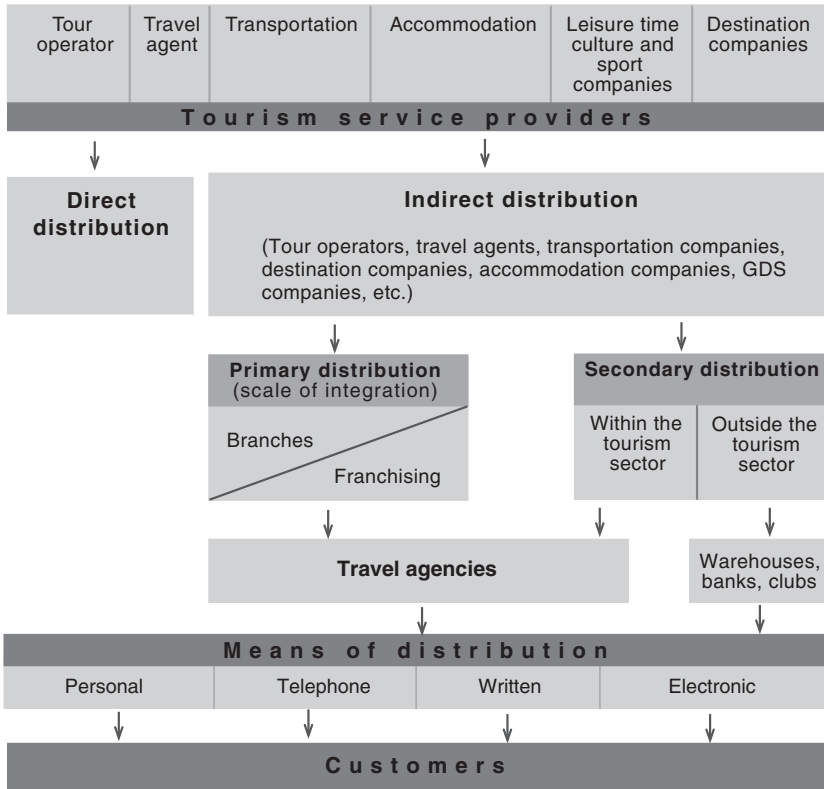 Tour
operator
Travel
agent
Transportation
Accommodation
Leisure time
culture and
sport
companies
Destination
companies
Tourism service providers
Direct
distribution
Indirect distribution
(Tour operators, travel agents, transportation companies,
destination companies, accommodation companies, GDS
companies, etc.)
Primary distribution
(scale of integration)
Branches
Franchising
Secondary distribution
Within the
tourism
sector
Outside the
tourism
sector
Travel agencies
Warehouses,
banks, clubs
Means of distribution
Personal
Telephone
Written
Electronic
Customers